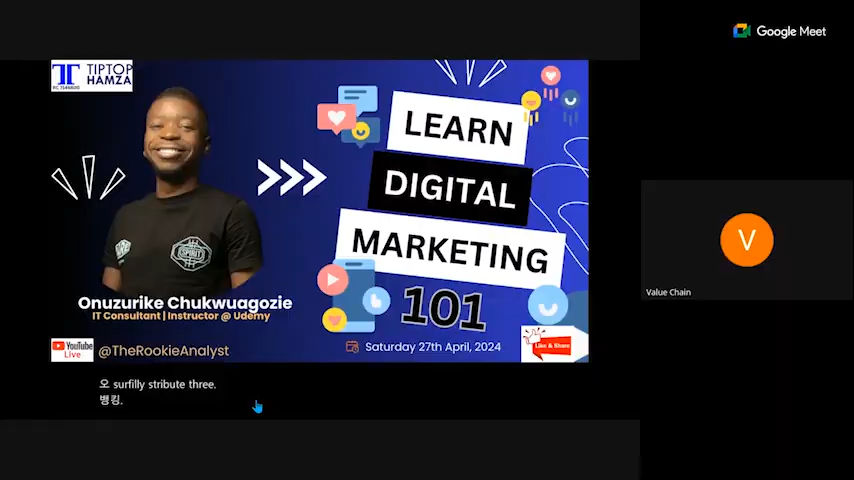 Google Meet
TIPTOP
HAMZA
LEARN
DIGITAL
MARKETING
101
Onuzurike Chukwuagozie
IT Consultant | Instructor @ Udemy
YouTube
Live
@TheRookieAnalyst
Saturday 27th April, 2024
Like & Share
오 surfilly stribute three.
뱅킹.
V
Value Chain